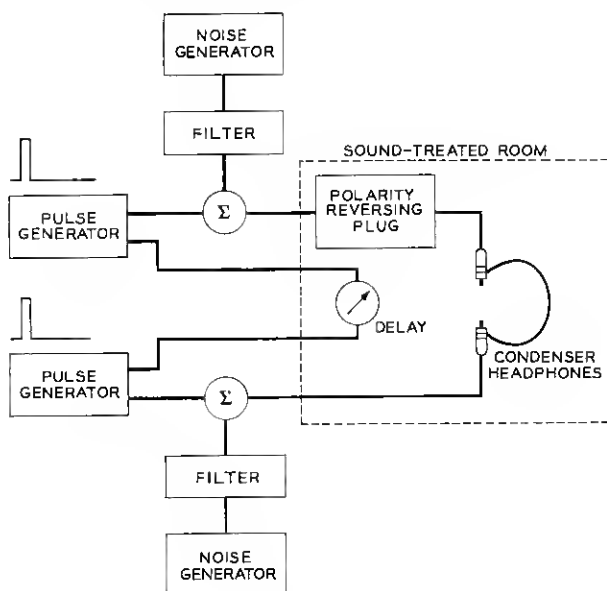 NOISE
GENERATOR
FILTER
Σ
SOUND-TREATED ROOM
POLARITY
REVERSING
PLUG
PULSE
GENERATOR
DELAY
CONDENSER
HEADPHONES
PULSE
GENERATOR
Σ
FILTER
NOISE
GENERATOR